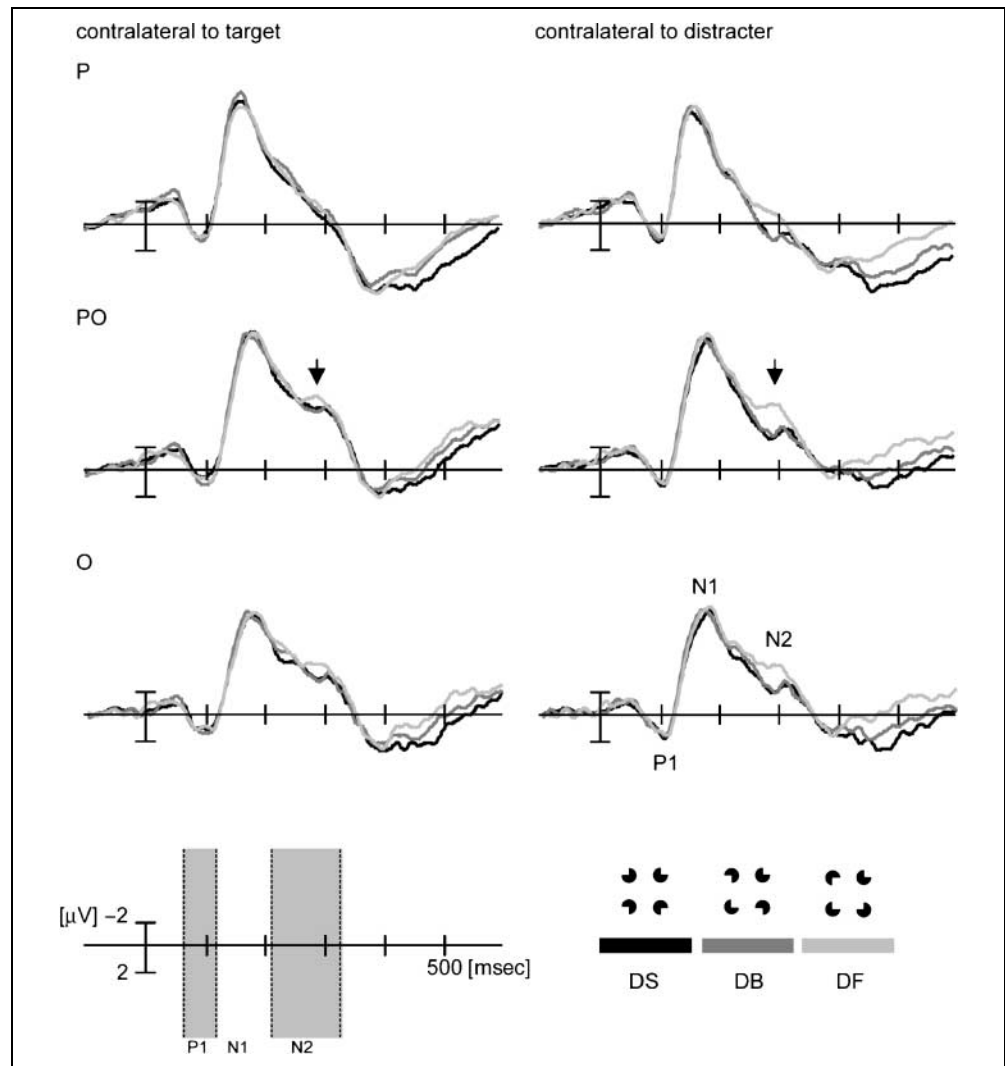 contralateral to target
contralateral to distracter
P
PO
O
N1
N2
P1
[µV] –2
2
500 [msec]
P1 N1 N2
DS DB DF